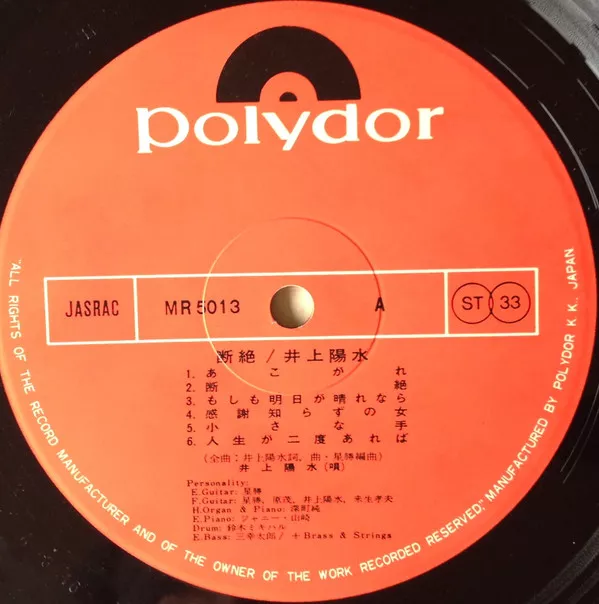 polydor
JASRAC MR 5013 A ST 33
断絶／井上陽水
1. あこがれ
2. 断絶
3. もしも明日が晴れなら
4. 感謝知らずの女
5. 小さな手
6. 人生が二度あれば
(全曲：井上陽水詞、曲・星勝編曲)
井上陽水(唄)
Personality:
E.Guitar: 星勝
F.Guitar: 星勝、原茂、井上陽水、来生孝夫
H.Organ & Piano: 深町純
E.Piano: ジャニー・山崎
Drum: 鈴木ミキハル
E.Bass: 三幸太郎/ + Brass & Strings
"ALL RIGHTS OF THE RECORD MANUFACTURER AND OF THE OWNER OF THE WORK RECORDED RESERVED." MANUFACTURED BY POLYDOR K.K., JAPAN